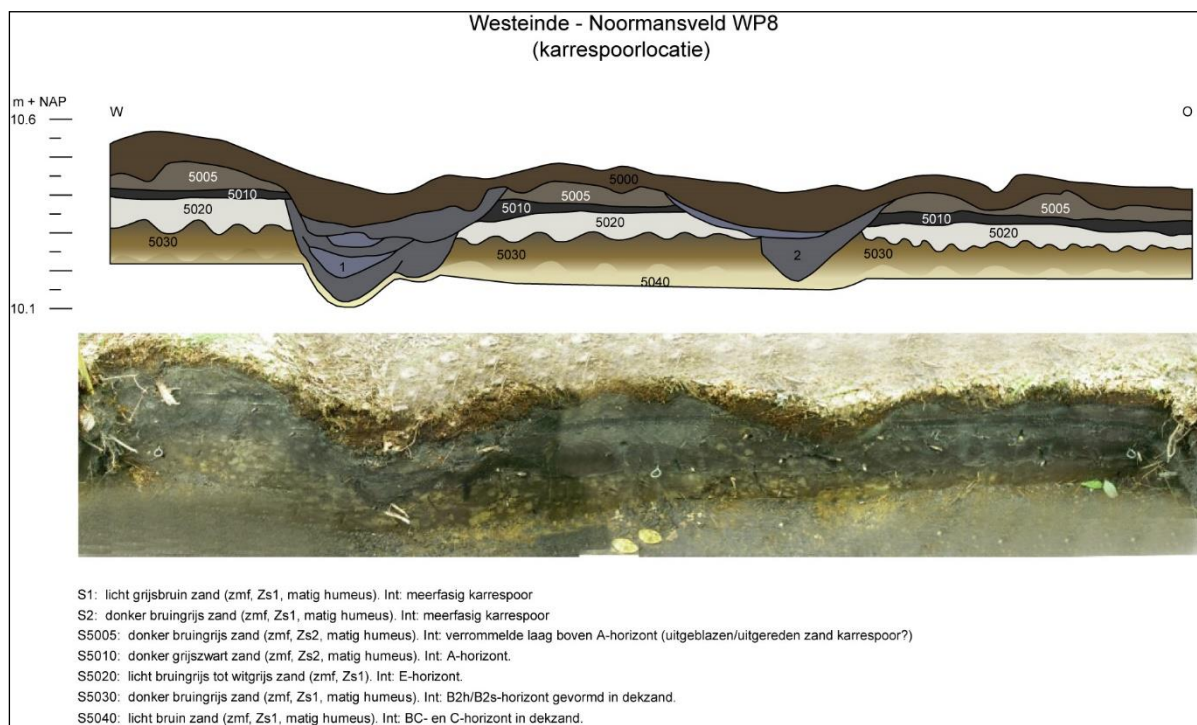 Westeinde - Noormansveld WP8
(karrespoorlocatie)
m + NAP
W
O
10.6
5005
5000
5005
5005
5010
5010
5010
5020
5020
5020
5030
5030
5030
1
2
5040
10.1
S1: licht grijsbruin zand (zmf, Zs1, matig humeus). Int: meerfasig karrespoor
S2: donker bruingrijs zand (zmf, Zs1, matig humeus). Int: meerfasig karrespoor
S5005: donker bruingrijs zand (zmf, Zs2, matig humeus). Int: verrommelde laag boven A-horizont (uitgeblazen/uitgereden zand karrespoor?)
S5010: donker grijszwart zand (zmf, Zs2, matig humeus). Int: A-horizont.
S5020: licht bruingrijs tot witgrijs zand (zmf, Zs1). Int: E-horizont.
S5030: donker bruingrijs zand (zmf, Zs1, matig humeus). Int: B2h/B2s-horizont gevormd in dekzand.
S5040: licht bruin zand (zmf, Zs1, matig humeus). Int: BC- en C-horizont in dekzand.